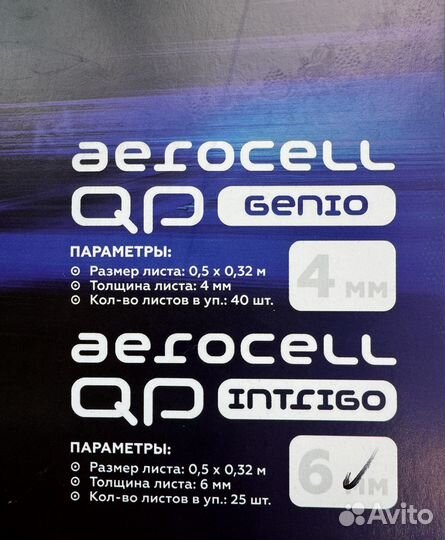 aerocell
QP GENIO
ПАРАМЕТРЫ:
Размер листа: 0,5 х 0,32 м
Толщина листа: 4 мм
Кол-во листов в уп.: 40 шт.
4 мм
aerocell
QP INTRIGO
ПАРАМЕТРЫ:
Размер листа: 0,5 х 0,32 м
Толщина листа: 6 мм
Кол-во листов в уп.: 25 шт.
6 мм
Avito